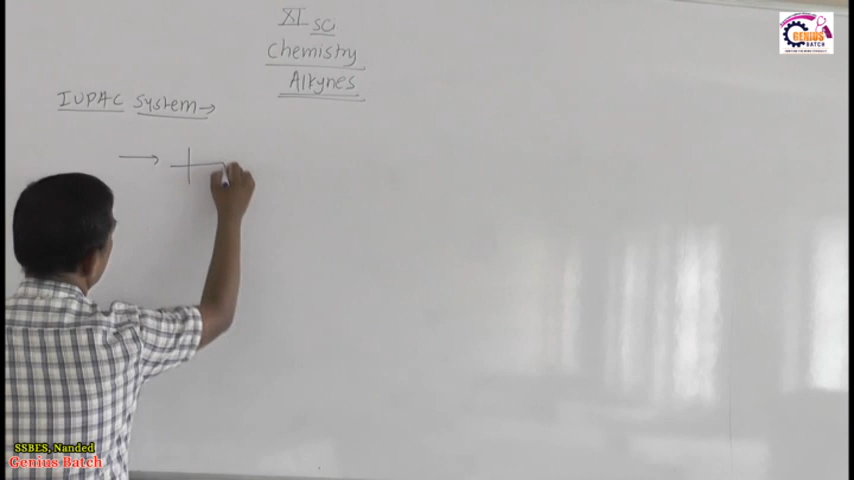 XI SC
Chemistry
Alkynes
IUPAC System →
→
GENIUS
BATCH
SSBES, Nanded
Genius Batch